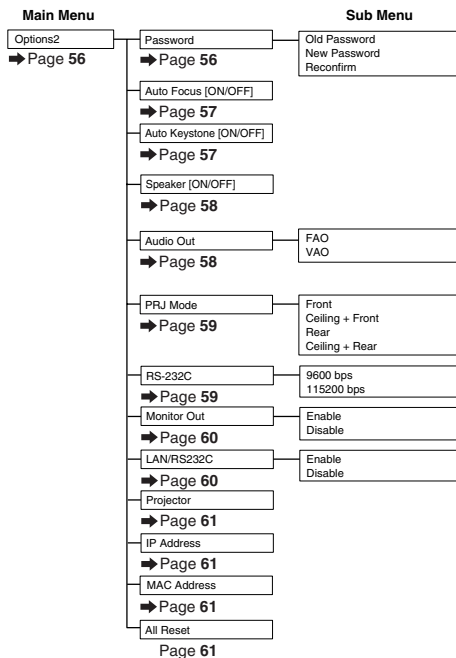 Main Menu
Sub Menu
Options2
➡Page 56
Password
➡Page 56
Old Password
New Password
Reconfirm
Auto Focus [ON/OFF]
➡Page 57
Auto Keystone [ON/OFF]
➡Page 57
Speaker [ON/OFF]
➡Page 58
Audio Out
➡Page 58
FAO
VAO
PRJ Mode
➡Page 59
Front
Ceiling + Front
Rear
Ceiling + Rear
RS-232C
➡Page 59
9600 bps
115200 bps
Monitor Out
➡Page 60
Enable
Disable
LAN/RS232C
➡Page 60
Enable
Disable
Projector
➡Page 61
IP Address
➡Page 61
MAC Address
➡Page 61
All Reset
Page 61